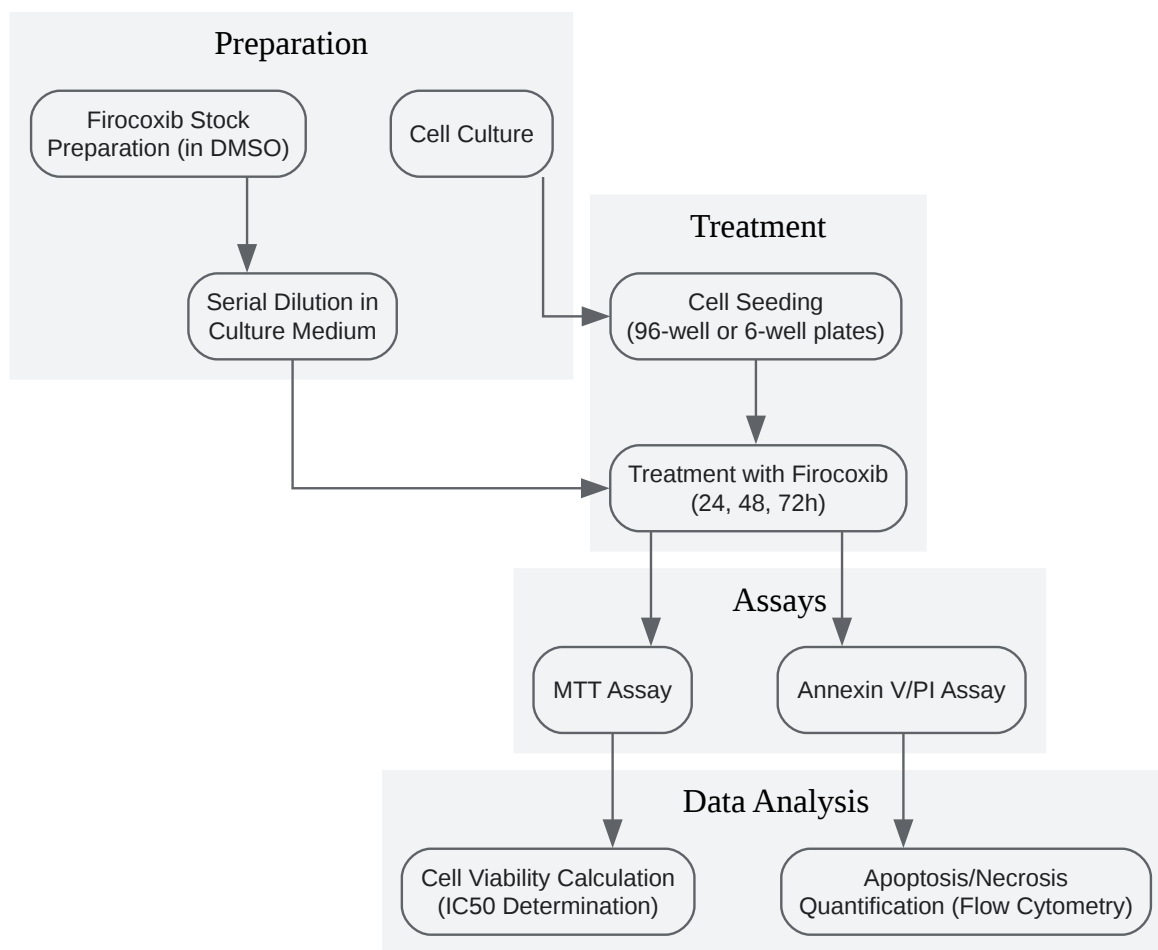 Preparation
Firocoxib Stock
Preparation (in DMSO)
Cell Culture
Treatment
Serial Dilution in
Culture Medium
Cell Seeding
(96-well or 6-well plates)
Treatment with Firocoxib
(24, 48, 72h)
Assays
MTT Assay
Annexin V/PI Assay
Data Analysis
Cell Viability Calculation
(IC50 Determination)
Apoptosis/Necrosis
Quantification (Flow Cytometry)